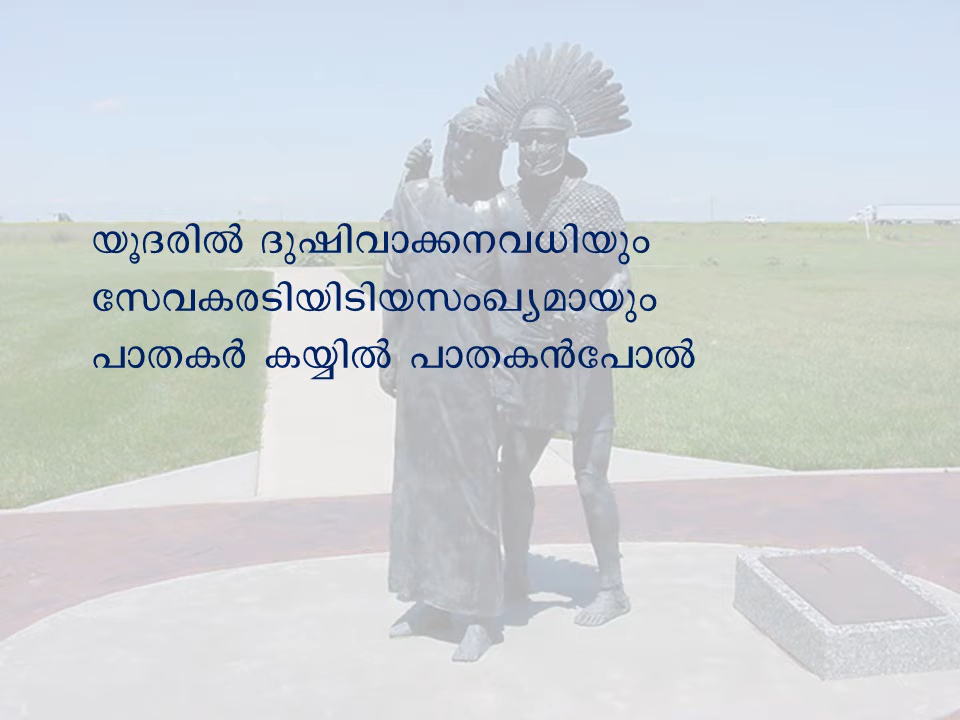 യൂദരിൽ ദുഷിവാക്കനവധിയും
സേവകരടിയിടിയസംഖ്യമായും
പാതകർ കയ്യിൽ പാതകൻപോൽ